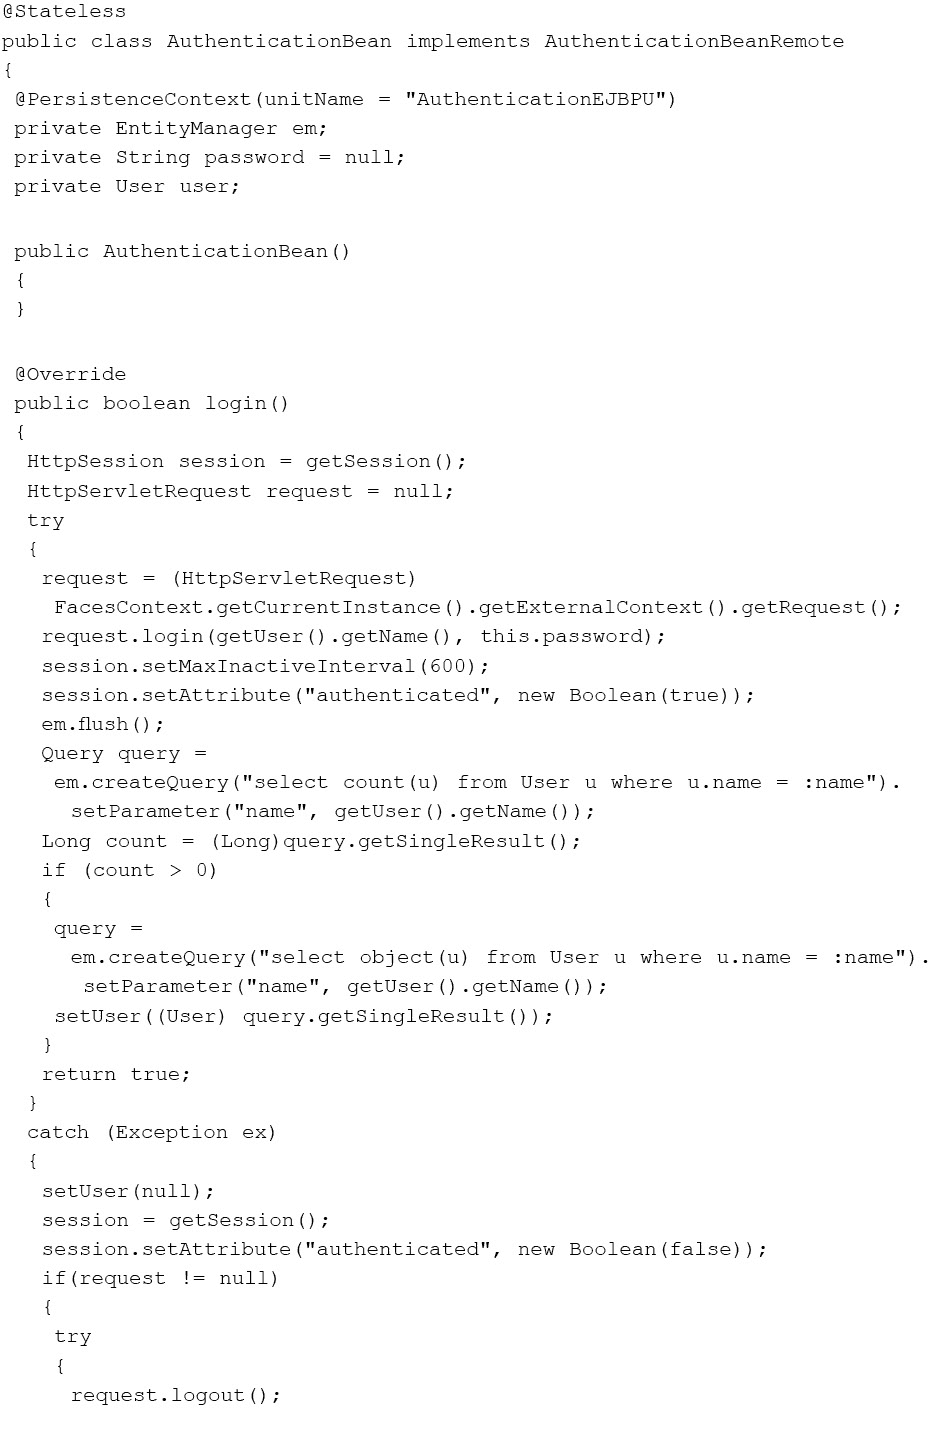 @Stateless
public class AuthenticationBean implements AuthenticationBeanRemote
{
@PersistenceContext(unitName = "AuthenticationEJBPU")
private EntityManager em;
private String password = null;
private User user;
public AuthenticationBean()
{
}
@Override
public boolean login()
{
HttpSession session = getSession();
HttpServletRequest request = null;
try
{
request = (HttpServletRequest)
FacesContext.getCurrentInstance().getExternalContext().getRequest();
request.login(getUser().getName(), this.password);
session.setMaxInactiveInterval(600);
session.setAttribute("authenticated", new Boolean(true));
em.flush();
Query query =
em.createQuery("select count(u) from User u where u.name = :name").
setParameter("name", getUser().getName());
Long count = (Long)query.getSingleResult();
if (count > 0)
{
query =
em.createQuery("select object(u) from User u where u.name = :name").
setParameter("name", getUser().getName());
setUser((User) query.getSingleResult());
}
return true;
}
catch (Exception ex)
{
setUser(null);
session = getSession();
session.setAttribute("authenticated", new Boolean(false));
if(request != null)
{
try
{
request.logout();